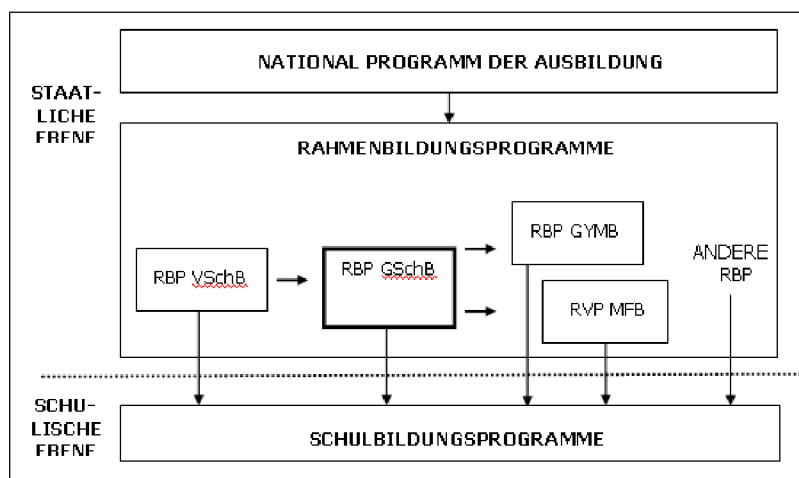 NATIONAL PROGRAMM DER AUSBILDUNG
STAAT-
LICHE
EBENE
RAHMENBILDUNGSPROGRAMME
RBP GYMB
RBP VSchB
RBP GSchB
ANDERE
RBP
RVP MFB
SCHU-
LISCHE
EBENE
SCHULBILDUNGSPROGRAMME